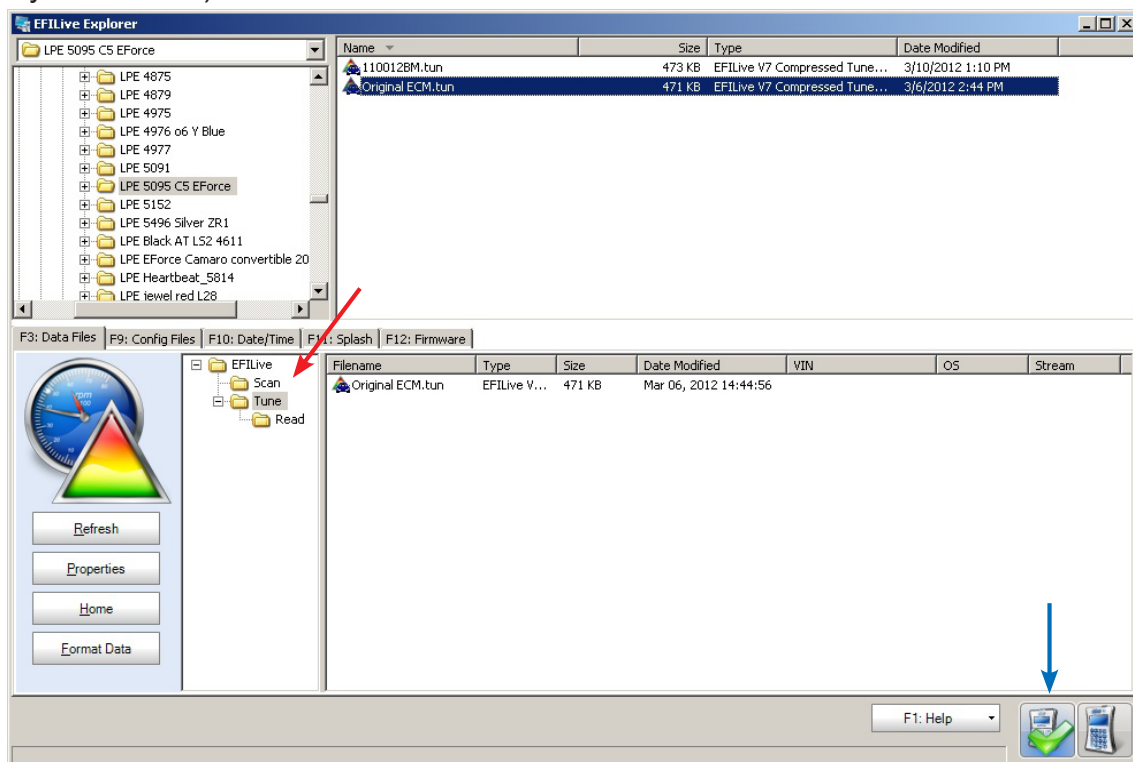 EFILive Explorer
LPE 5095 C5 EForce
LPE 4875
LPE 4879
LPE 4975
LPE 4976 o6 Y Blue
LPE 4977
LPE 5091
LPE 5095 C5 EForce
LPE 5152
LPE 5496 Silver ZR1
LPE Black AT LS2 4611
LPE EForce Camaro convertible 20
LPE Heartbeat_5814
LPE jewel red L28
Name Size Type Date Modified
110012BM.tun 473 KB EFILive V7 Compressed Tune... 3/10/2012 1:10 PM
Original ECM.tun 471 KB EFILive V7 Compressed Tune... 3/6/2012 2:44 PM
F3: Data Files F9: Config Files F10: Date/Time F11: Splash F12: Firmware
rpm
Refresh
Properties
Home
Format Data
EFILive
Scan
Tune
Read
Filename Type Size Date Modified VIN OS Stream
Original ECM.tun EFILive V... 471 KB Mar 06, 2012 14:44:56
F1: Help